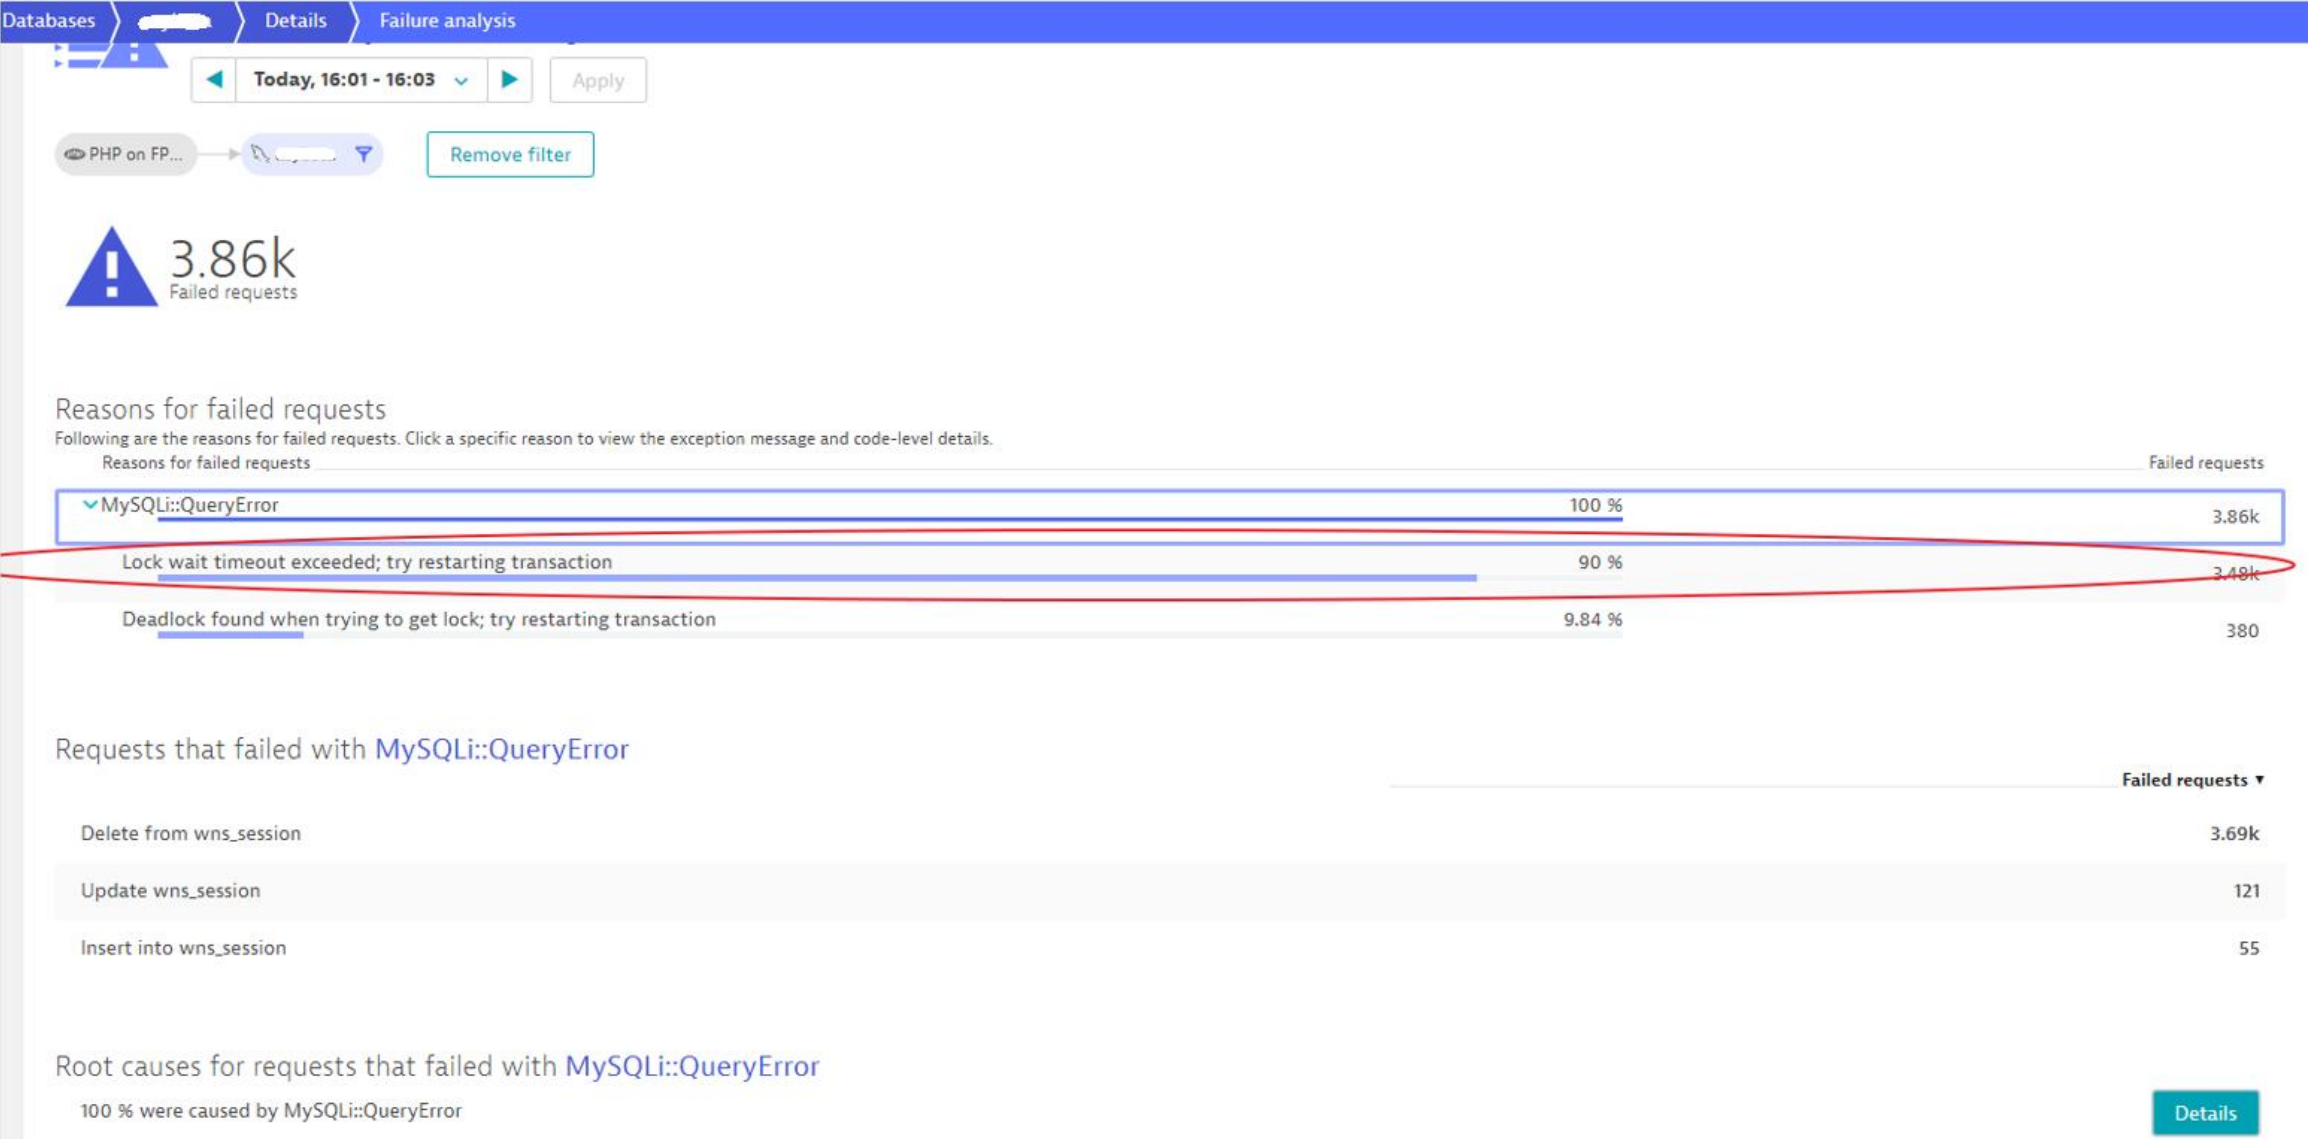 Databases Details Failure analysis
Today, 16:01 - 16:03 Apply
PHP on FP... Remove filter
3.86k
Failed requests
Reasons for failed requests
Following are the reasons for failed requests. Click a specific reason to view the exception message and code-level details.
Reasons for failed requests Failed requests
MySQLi::QueryError 100 % 3.86k
Lock wait timeout exceeded; try restarting transaction 90 % 3.48k
Deadlock found when trying to get lock; try restarting transaction 9.84 % 380
Requests that failed with MySQLi::QueryError
Failed requests ▼
Delete from wns_session 3.69k
Update wns_session 121
Insert into wns_session 55
Root causes for requests that failed with MySQLi::QueryError
100 % were caused by MySQLi::QueryError Details